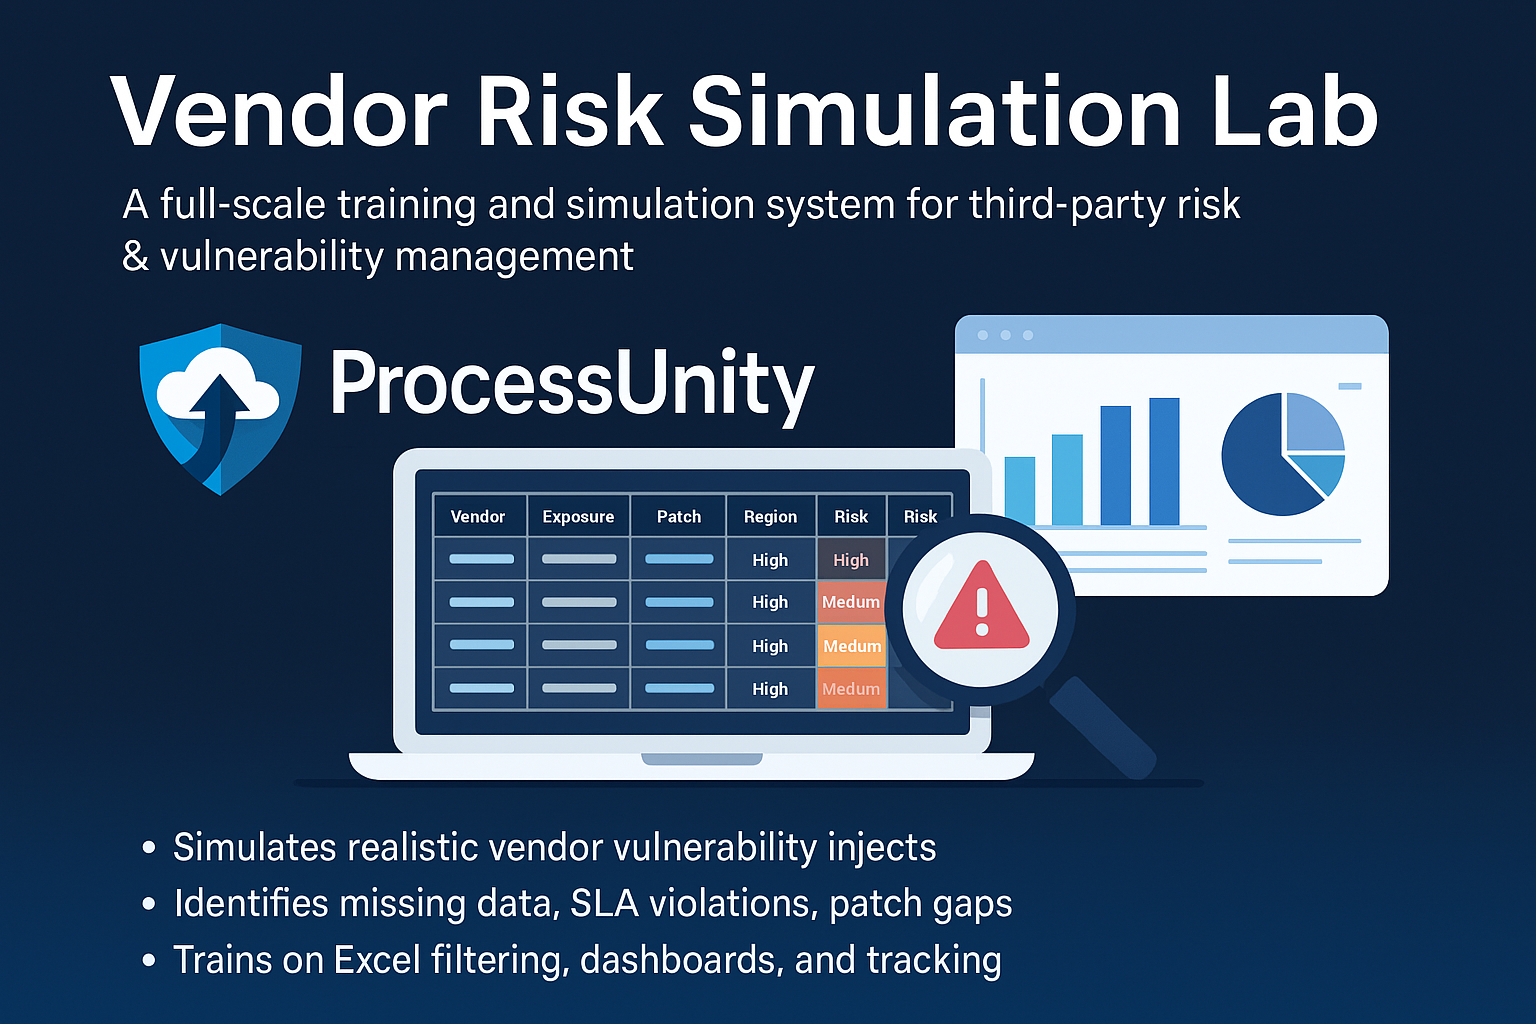 Vendor Risk Simulation Lab
A full-scale training and simulation system for third-party risk
& vulnerability management
ProcessUnity
Vendor Exposure Patch Region Risk Risk
High High
High Medum
High Medum
High Medum
• Simulates realistic vendor vulnerability injects
• Identifies missing data, SLA violations, patch gaps
• Trains on Excel filtering, dashboards, and tracking